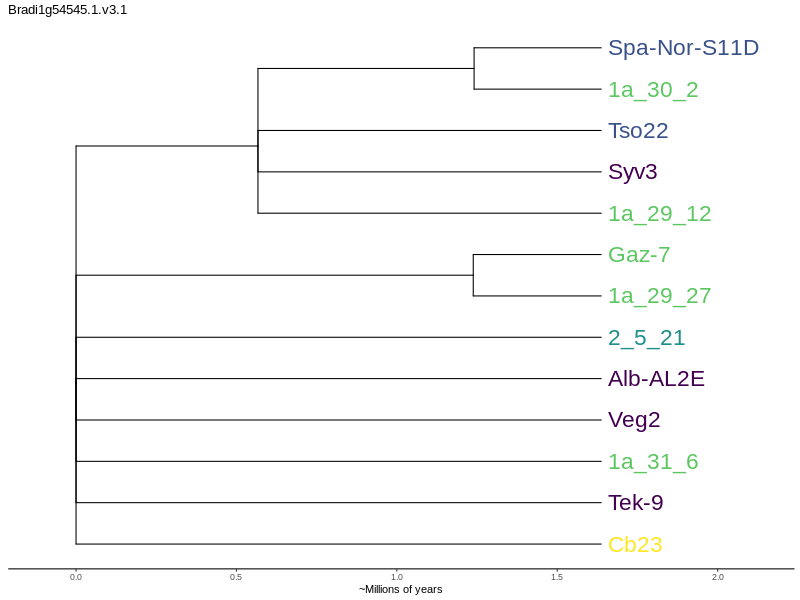 Bradi1g54545.1.v3.1
Spa-Nor-S11D
1a_30_2
Tso22
Syv3
1a_29_12
Gaz-7
1a_29_27
2_5_21
Alb-AL2E
Veg2
1a_31_6
Tek-9
Cb23
0.0 0.5 1.0 1.5 2.0
~Millions of years